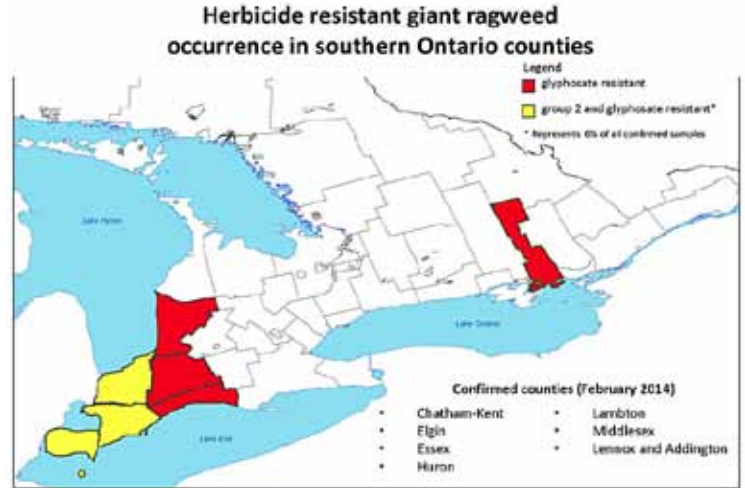 Herbicide resistant giant ragweed
occurrence in southern Ontario counties
Legend
glyphosate resistant
group 2 and glyphosate resistant*
* Represents 6% of all confirmed samples
Lake Huron
Lake Ontario
Lake Erie
Confirmed counties (February 2014)
• Chatham-Kent
• Elgin
• Essex
• Huron
• Lambton
• Middlesex
• Lennox and Addington